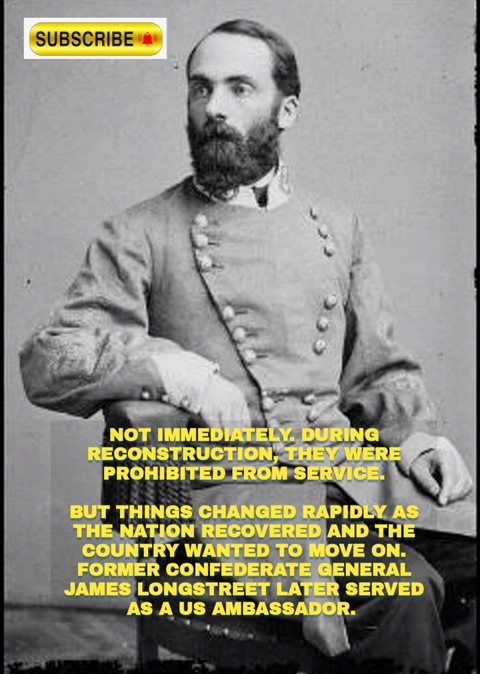 SUBSCRIBE
NOT IMMEDIATELY. DURING
RECONSTRUCTION, THEY WERE
PROHIBITED FROM SERVICE.
BUT THINGS CHANGED RAPIDLY AS
THE NATION RECOVERED AND THE
COUNTRY WANTED TO MOVE ON.
FORMER CONFEDERATE GENERAL
JAMES LONGSTREET LATER SERVED
AS A US AMBASSADOR.